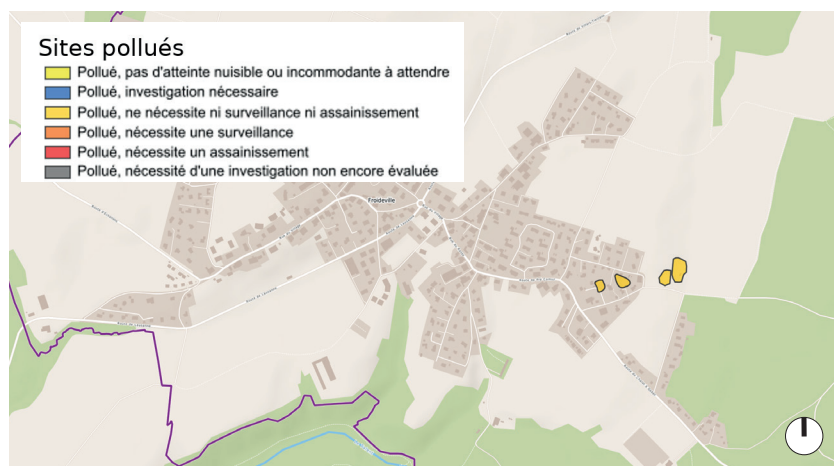 Sites pollués
Pollué, pas d'atteinte nuisible ou incommodante à attendre
Pollué, investigation nécessaire
Pollué, ne nécessite ni surveillance ni assainissement
Pollué, nécessite une surveillance
Pollué, nécessite un assainissement
Pollué, nécessité d'une investigation non encore évaluée
Froideville